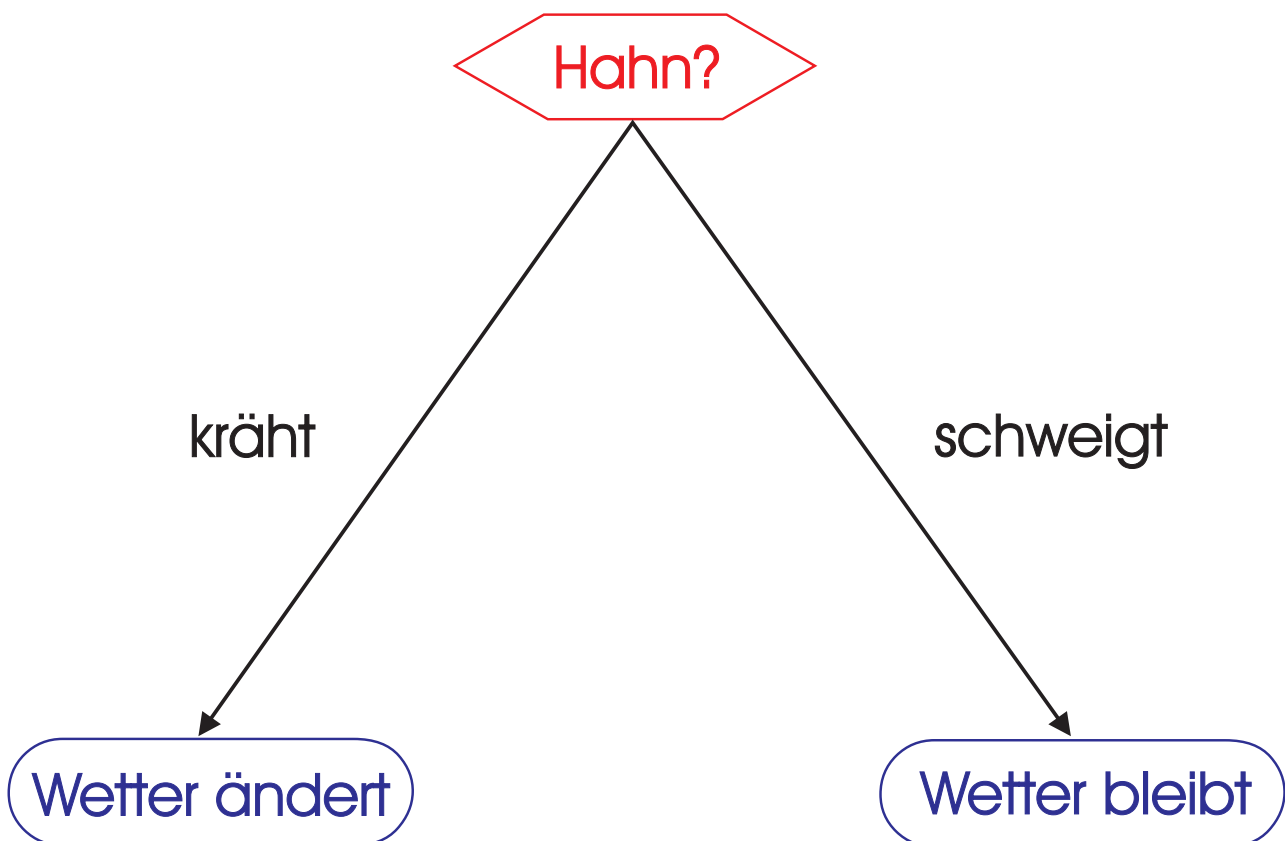 Hahn?
kräht
schweigt
Wetter ändert
Wetter bleibt